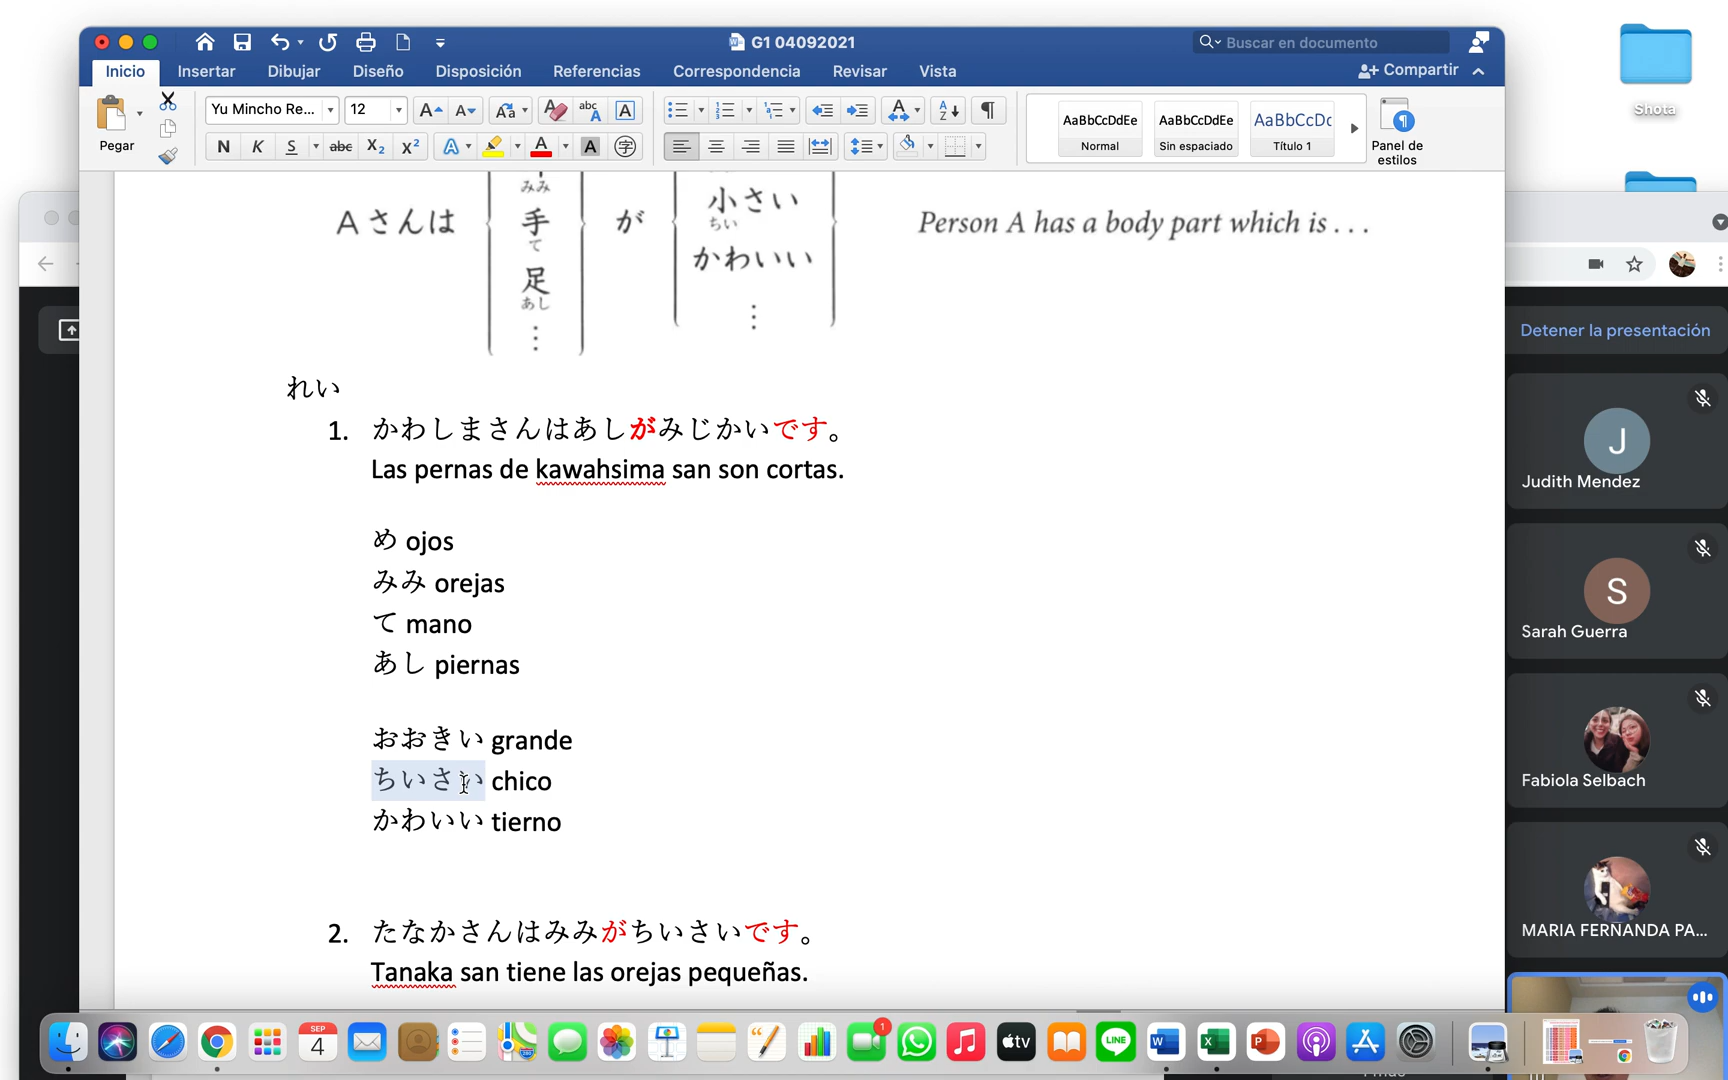 G1 04092021
Buscar en documento
Inicio Insertar Dibujar Diseño Disposición Referencias Correspondencia Revisar Vista
Compartir
Pegar
Yu Mincho Re... 12
AaBbCcDdEe AaBbCcDdEe AaBbCcDc
Normal Sin espaciado Título 1
Panel de estilos
Shota
みみ
手
て
足
あし
⋮
Aさんは
が
小さい
ちい
かわいい
⋮
Person A has a body part which is . . .
れい
1. かわしまさんはあしがみじかいです。
Las pernas de kawahsima san son cortas.
め ojos
みみ orejas
て mano
あし piernas
おおきい grande
ちいさい chico
かわいい tierno
2. たなかさんはみみがちいさいです。
Tanaka san tiene las orejas pequeñas.
Detener la presentación
J
Judith Mendez
S
Sarah Guerra
Fabiola Selbach
MARIA FERNANDA PA...
SEP
4
1
tv
LINE